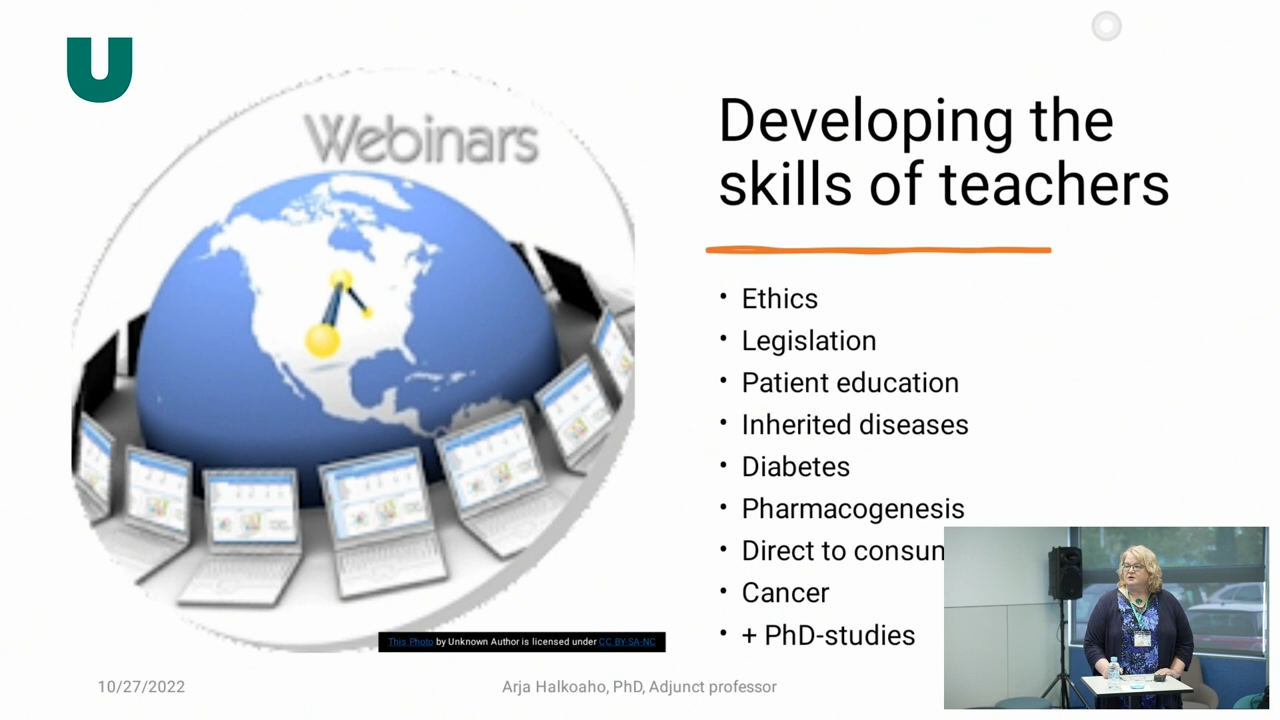 U
Webinars
Developing the
skills of teachers
• Ethics
• Legislation
• Patient education
• Inherited diseases
• Diabetes
• Pharmacogenesis
• Direct to consum
• Cancer
• + PhD-studies
This Photo by Unknown Author is licensed under CC BY-SA-NC
10/27/2022
Arja Halkoaho, PhD, Adjunct professor